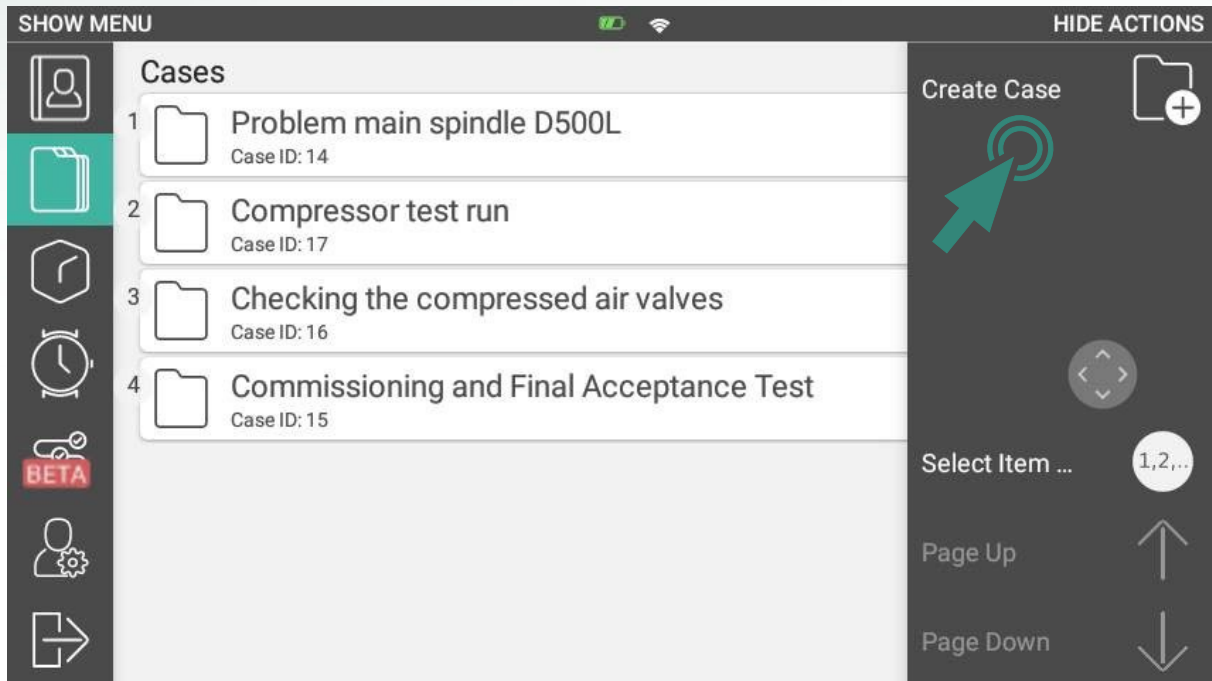 SHOW MENU
HIDE ACTIONS
Cases
Create Case
1
Problem main spindle D500L
Case ID: 14
2
Compressor test run
Case ID: 17
3
Checking the compressed air valves
Case ID: 16
4
Commissioning and Final Acceptance Test
Case ID: 15
BETA
Select Item ...
1,2,..
Page Up
Page Down